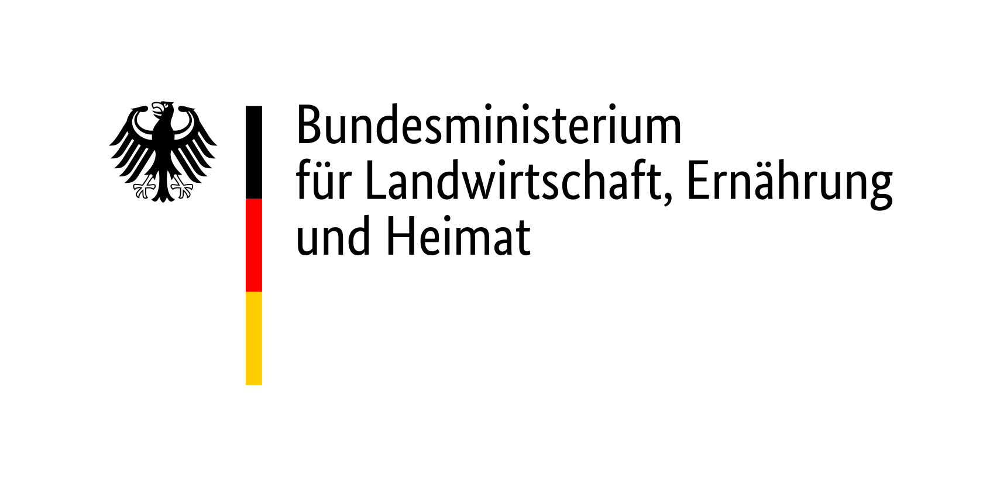 Bundesministerium
für Landwirtschaft, Ernährung
und Heimat